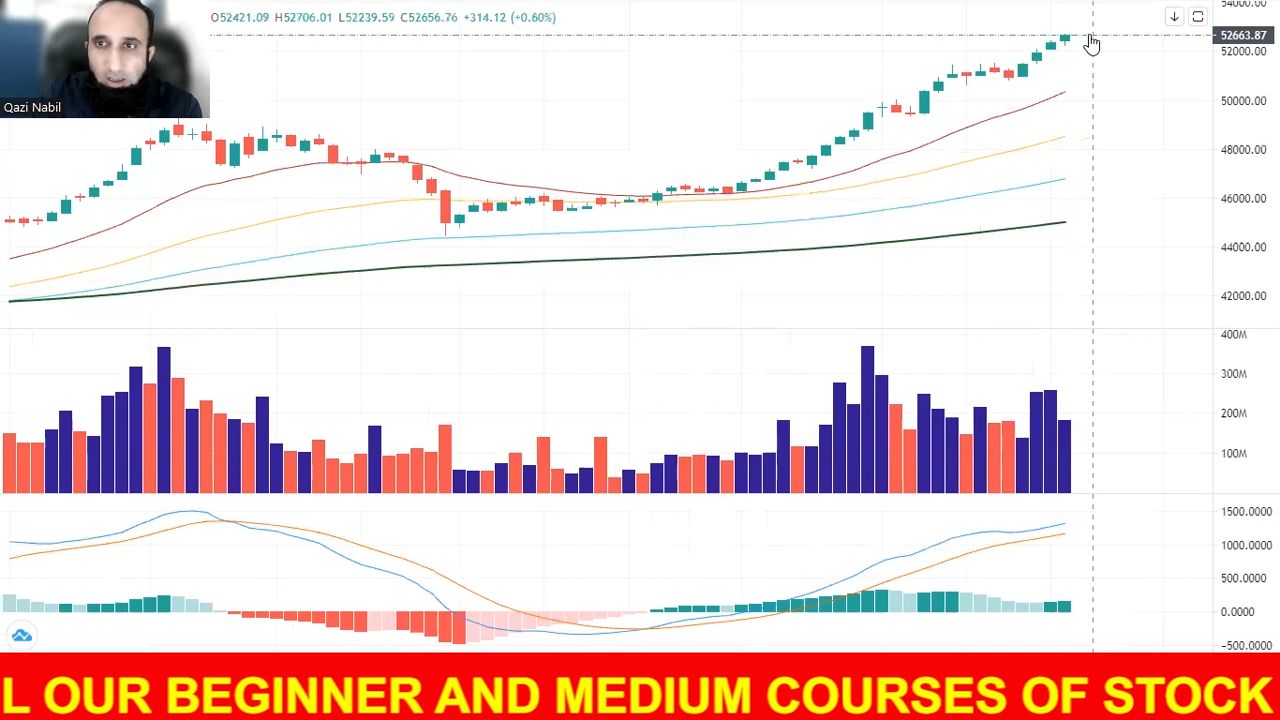 O52421.09 H52706.01 L52239.59 C52656.76 +314.12 (+0.60%)
54000.00
52663.87
52000.00
Qazi Nabil
50000.00
48000.00
46000.00
44000.00
42000.00
400M
300M
200M
100M
1500.0000
1000.0000
500.0000
0.0000
−500.0000
L OUR BEGINNER AND MEDIUM COURSES OF STOCK